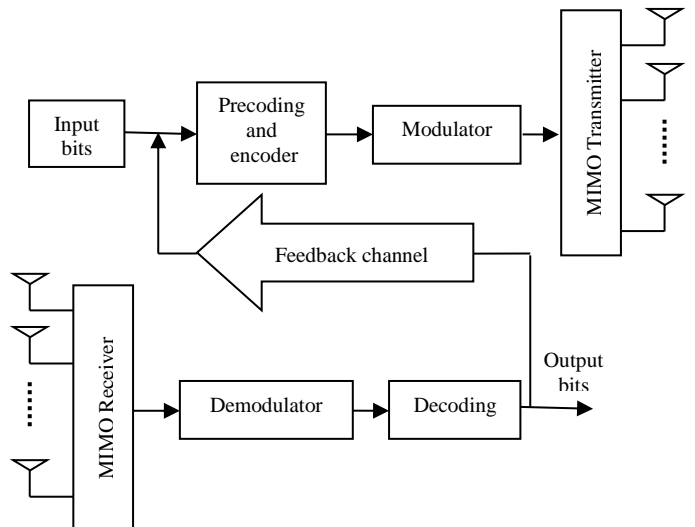 Input
bits
Precoding
and
encoder
Modulator
MIMO Transmitter
Feedback channel
MIMO Receiver
Demodulator
Decoding
Output
bits